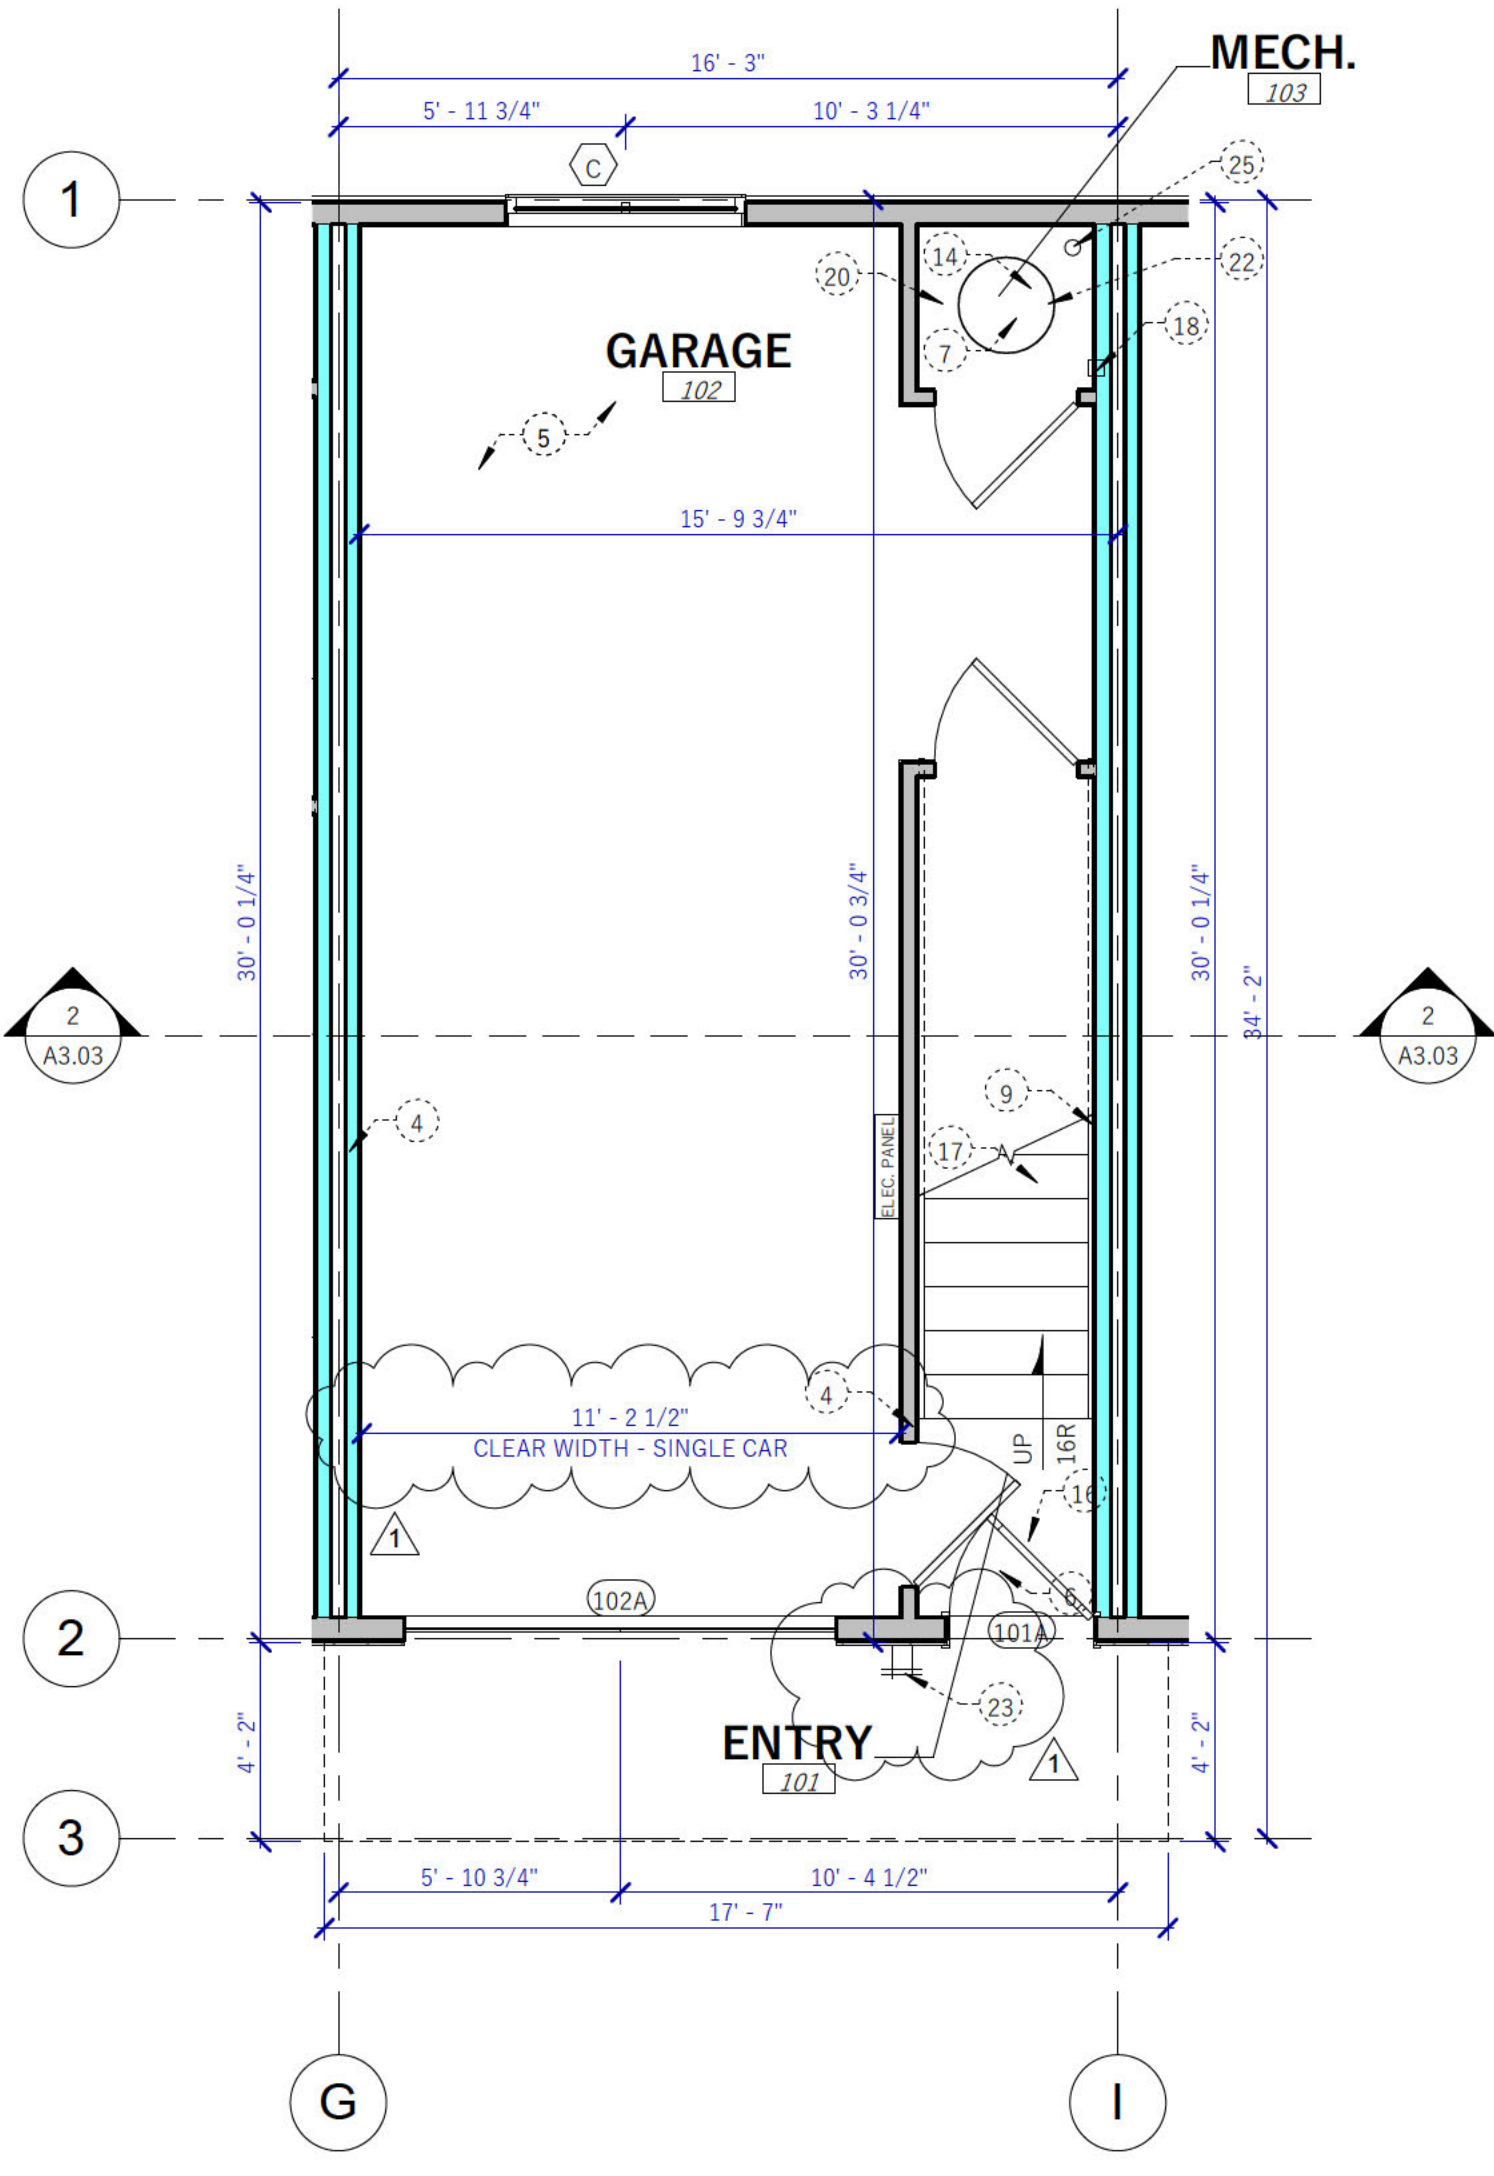 16' - 3"
MECH.
103
5' - 11 3/4"
10' - 3 1/4"
C
25
1
14
20
22
18
7
GARAGE
102
5
15' - 9 3/4"
30' - 0 1/4"
30' - 0 3/4"
30' - 0 1/4"
34' - 2"
2
A3.03
2
A3.03
9
4
17
ELEC. PANEL
4
11' - 2 1/2"
CLEAR WIDTH - SINGLE CAR
UP
16R
16
1
102A
6
101A
2
23
4' - 2"
ENTRY
101
1
4' - 2"
3
5' - 10 3/4"
10' - 4 1/2"
17' - 7"
G
I